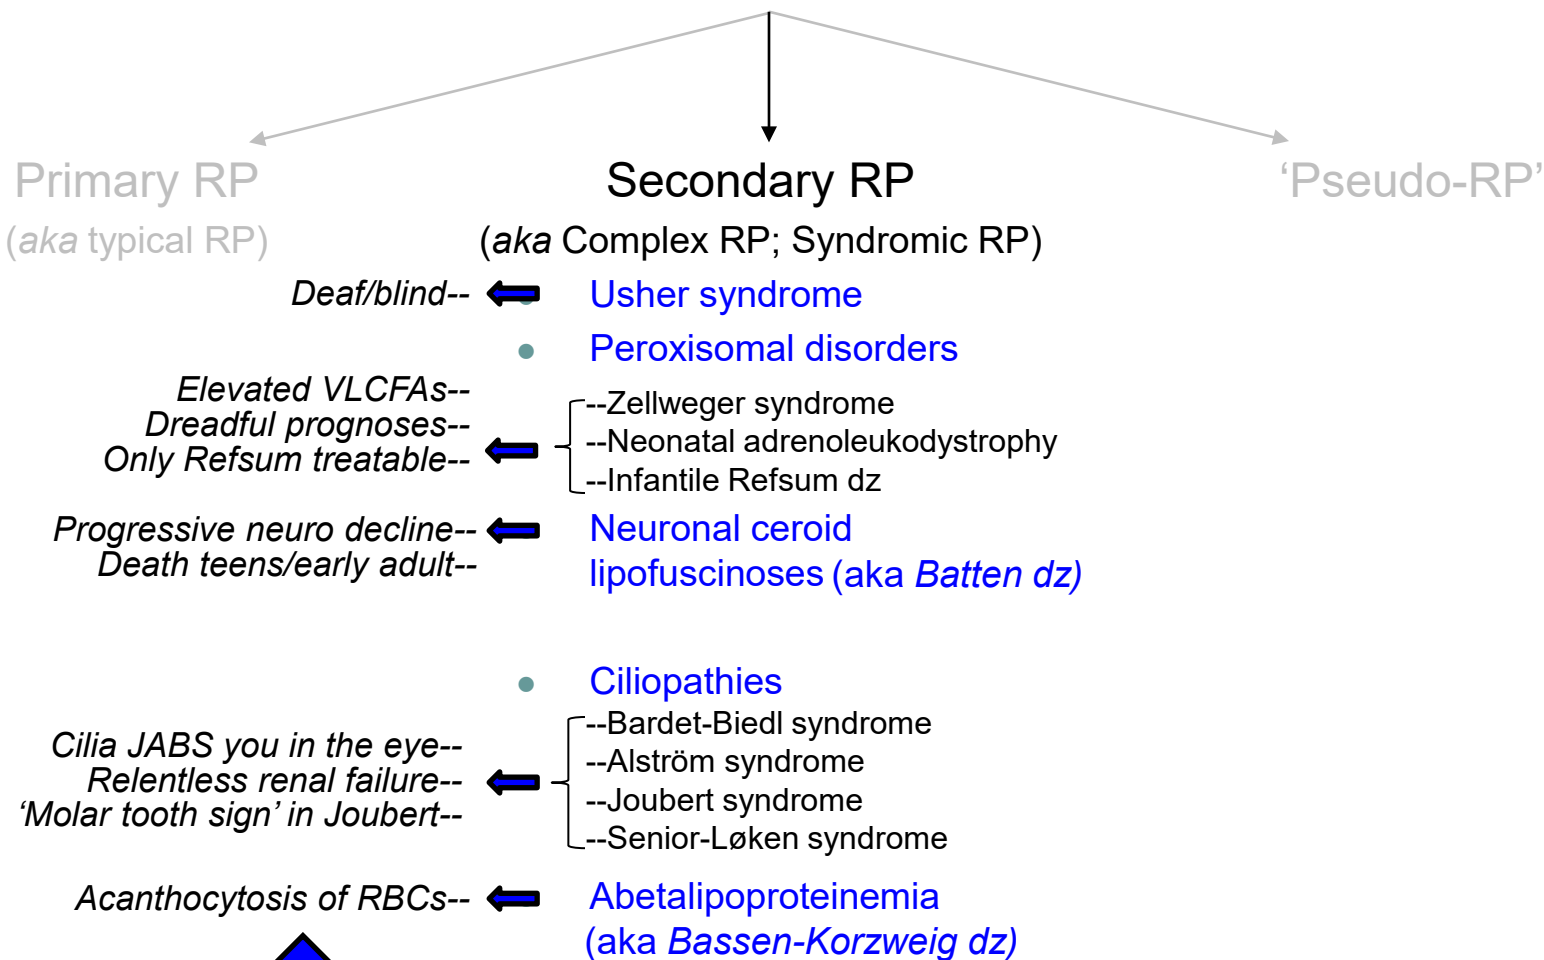 Primary RP
(aka typical RP)
Secondary RP
(aka Complex RP; Syndromic RP)
‘Pseudo-RP’
Deaf/blind--
Usher syndrome
Peroxisomal disorders
Elevated VLCFAs--
Dreadful prognoses--
Only Refsum treatable--
--Zellweger syndrome
--Neonatal adrenoleukodystrophy
--Infantile Refsum dz
Progressive neuro decline--
Death teens/early adult--
Neuronal ceroid
lipofuscinoses (aka Batten dz)
Ciliopathies
Cilia JABS you in the eye--
Relentless renal failure--
‘Molar tooth sign’ in Joubert--
--Bardet-Biedl syndrome
--Alström syndrome
--Joubert syndrome
--Senior-Løken syndrome
Acanthocytosis of RBCs--
Abetalipoproteinemia
(aka Bassen-Korzweig dz)